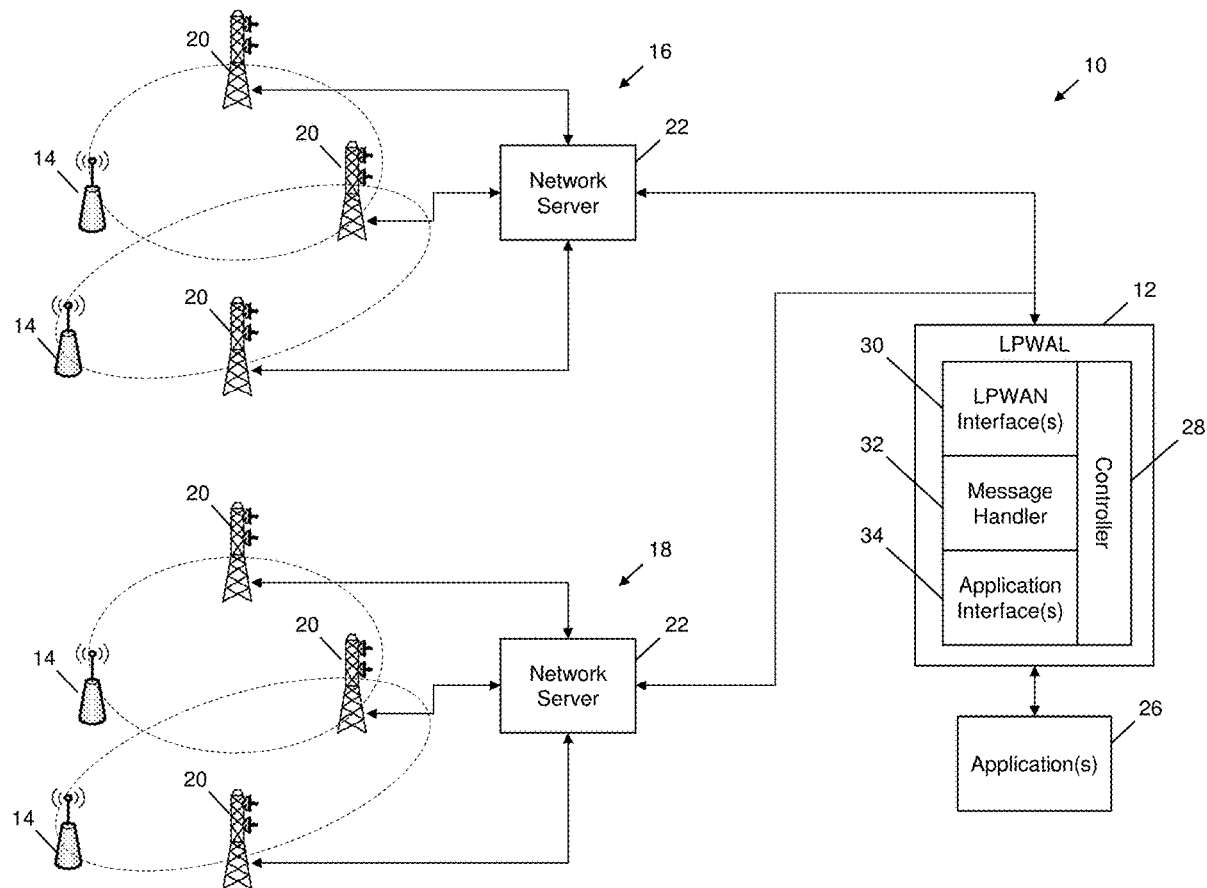 20
16
10
20
22
14
Network
Server
20
12
14
LPWAL
30
LPWAN
Interface(s)
28
32
Message
Handler
Controller
20
34
18
Application
Interface(s)
20
22
14
Network
Server
26
20
Application(s)
14